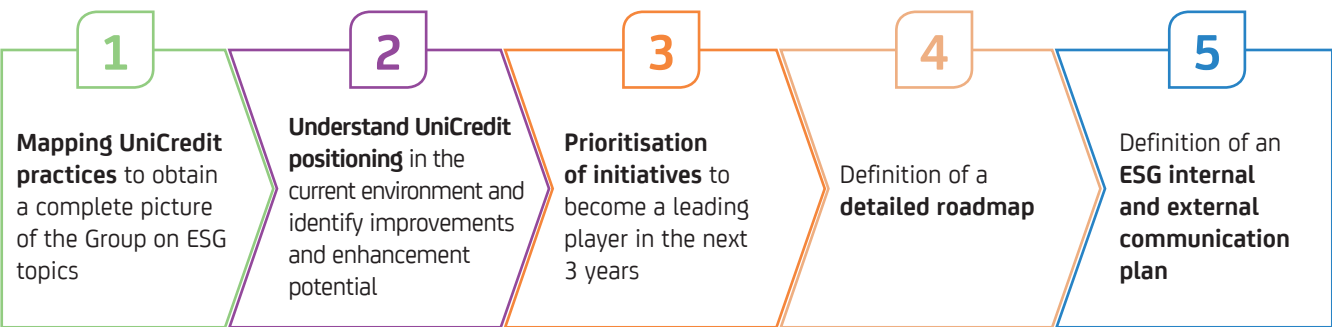 1
Mapping UniCredit
practices to obtain
a complete picture
of the Group on ESG
topics
2
Understand UniCredit
positioning in the
current environment and
identify improvements
and enhancement
potential
3
Prioritisation
of initiatives to
become a leading
player in the next
3 years
4
Definition of a
detailed roadmap
5
Definition of an
ESG internal
and external
communication
plan